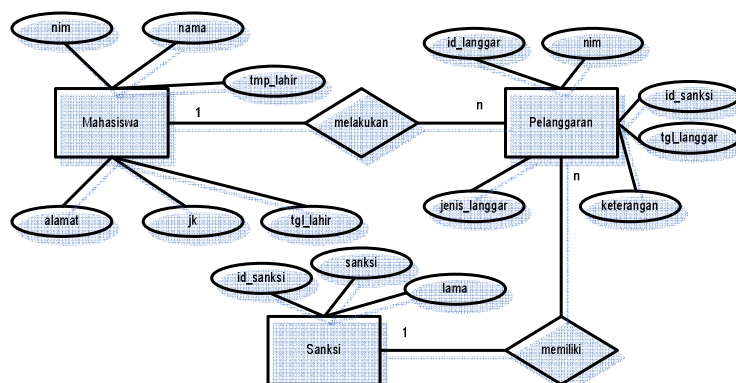 nim
nama
tmp_lahir
Mahasiswa
1
melakukan
n
alamat
jk
tgl_lahir
id_langgar
nim
id_sanksi
tgl_langgar
Pelanggaran
jenis_langgar
n
keterangan
id_sanksi
sanksi
lama
Sanksi
1
memiliki